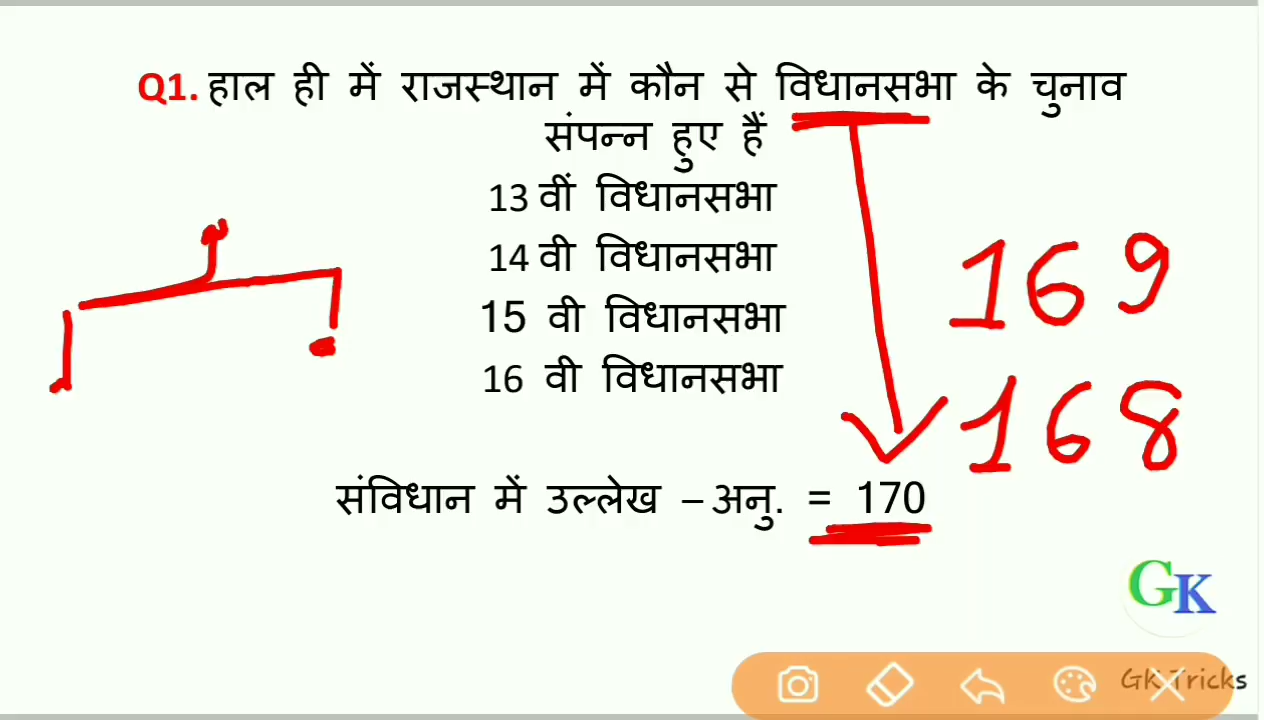 Q1. हाल ही में राजस्थान में कौन से विधानसभा के चुनाव
संपन्न हुए हैं
13 वीं विधानसभा
14 वी विधानसभा
15 वी विधानसभा
16 वी विधानसभा
169
168
संविधान में उल्लेख – अनु. = 170
GK
GK Tricks